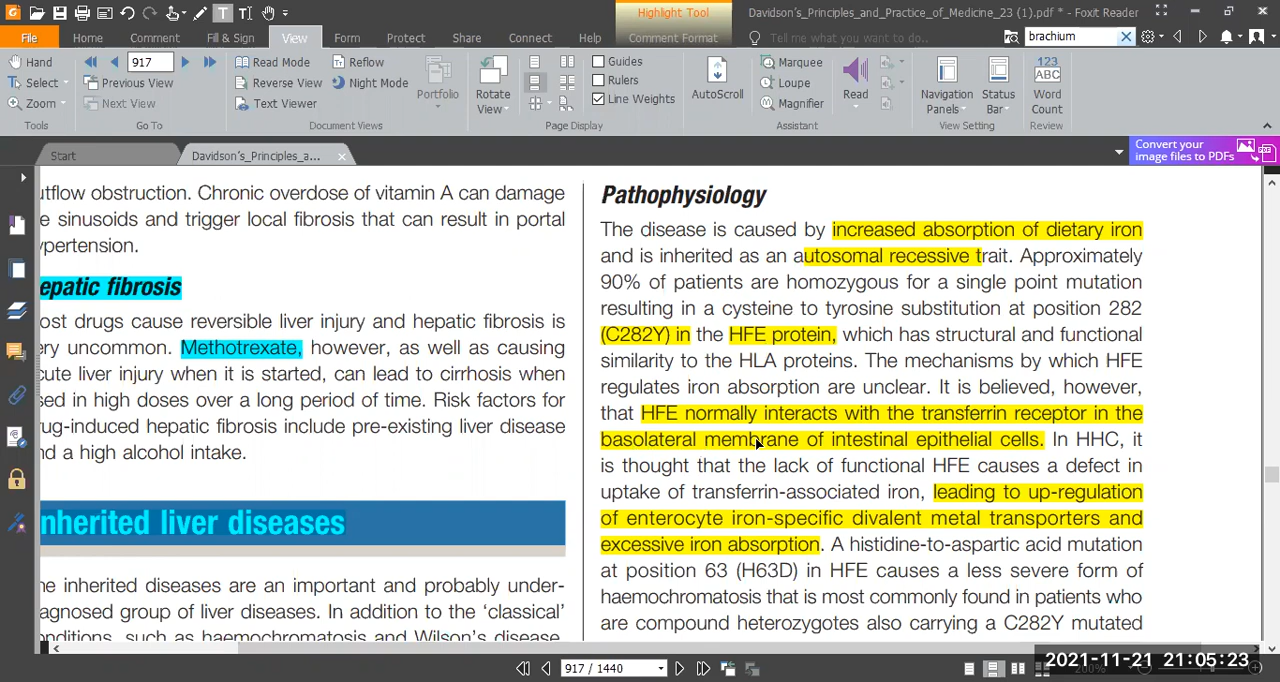 Highlight Tool
Davidson's_Principles_and_Practice_of_Medicine_23 (1).pdf * - Foxit Reader
File Home Comment Fill & Sign View Form Protect Share Connect Help Comment Format Tell me what you want to do.. brachium
Hand 917 Read Mode Reflow Guides Marquee
Select Previous View Reverse View Night Mode Rulers Loupe
Zoom Next View Text Viewer Line Weights Magnifier
Portfolio Rotate View AutoScroll Read Navigation Panels Status Bar 123 ABC Word Count
Tools Go To Document Views Page Display Assistant View Setting Review
Start Davidson's_Principles_a... Convert your image files to PDFs
utflow obstruction. Chronic overdose of vitamin A can damage
e sinusoids and trigger local fibrosis that can result in portal
ypertension.
epatic fibrosis
ost drugs cause reversible liver injury and hepatic fibrosis is
ery uncommon. Methotrexate, however, as well as causing
cute liver injury when it is started, can lead to cirrhosis when
sed in high doses over a long period of time. Risk factors for
rug-induced hepatic fibrosis include pre-existing liver disease
nd a high alcohol intake.
nherited liver diseases
he inherited diseases are an important and probably under-
agnosed group of liver diseases. In addition to the 'classical'
onditions, such as haemochromatosis and Wilson's disease,
Pathophysiology
The disease is caused by increased absorption of dietary iron
and is inherited as an autosomal recessive trait. Approximately
90% of patients are homozygous for a single point mutation
resulting in a cysteine to tyrosine substitution at position 282
(C282Y) in the HFE protein, which has structural and functional
similarity to the HLA proteins. The mechanisms by which HFE
regulates iron absorption are unclear. It is believed, however,
that HFE normally interacts with the transferrin receptor in the
basolateral membrane of intestinal epithelial cells. In HHC, it
is thought that the lack of functional HFE causes a defect in
uptake of transferrin-associated iron, leading to up-regulation
of enterocyte iron-specific divalent metal transporters and
excessive iron absorption. A histidine-to-aspartic acid mutation
at position 63 (H63D) in HFE causes a less severe form of
haemochromatosis that is most commonly found in patients who
are compound heterozygotes also carrying a C282Y mutated
917 / 1440
2021-11-21 21:05:23